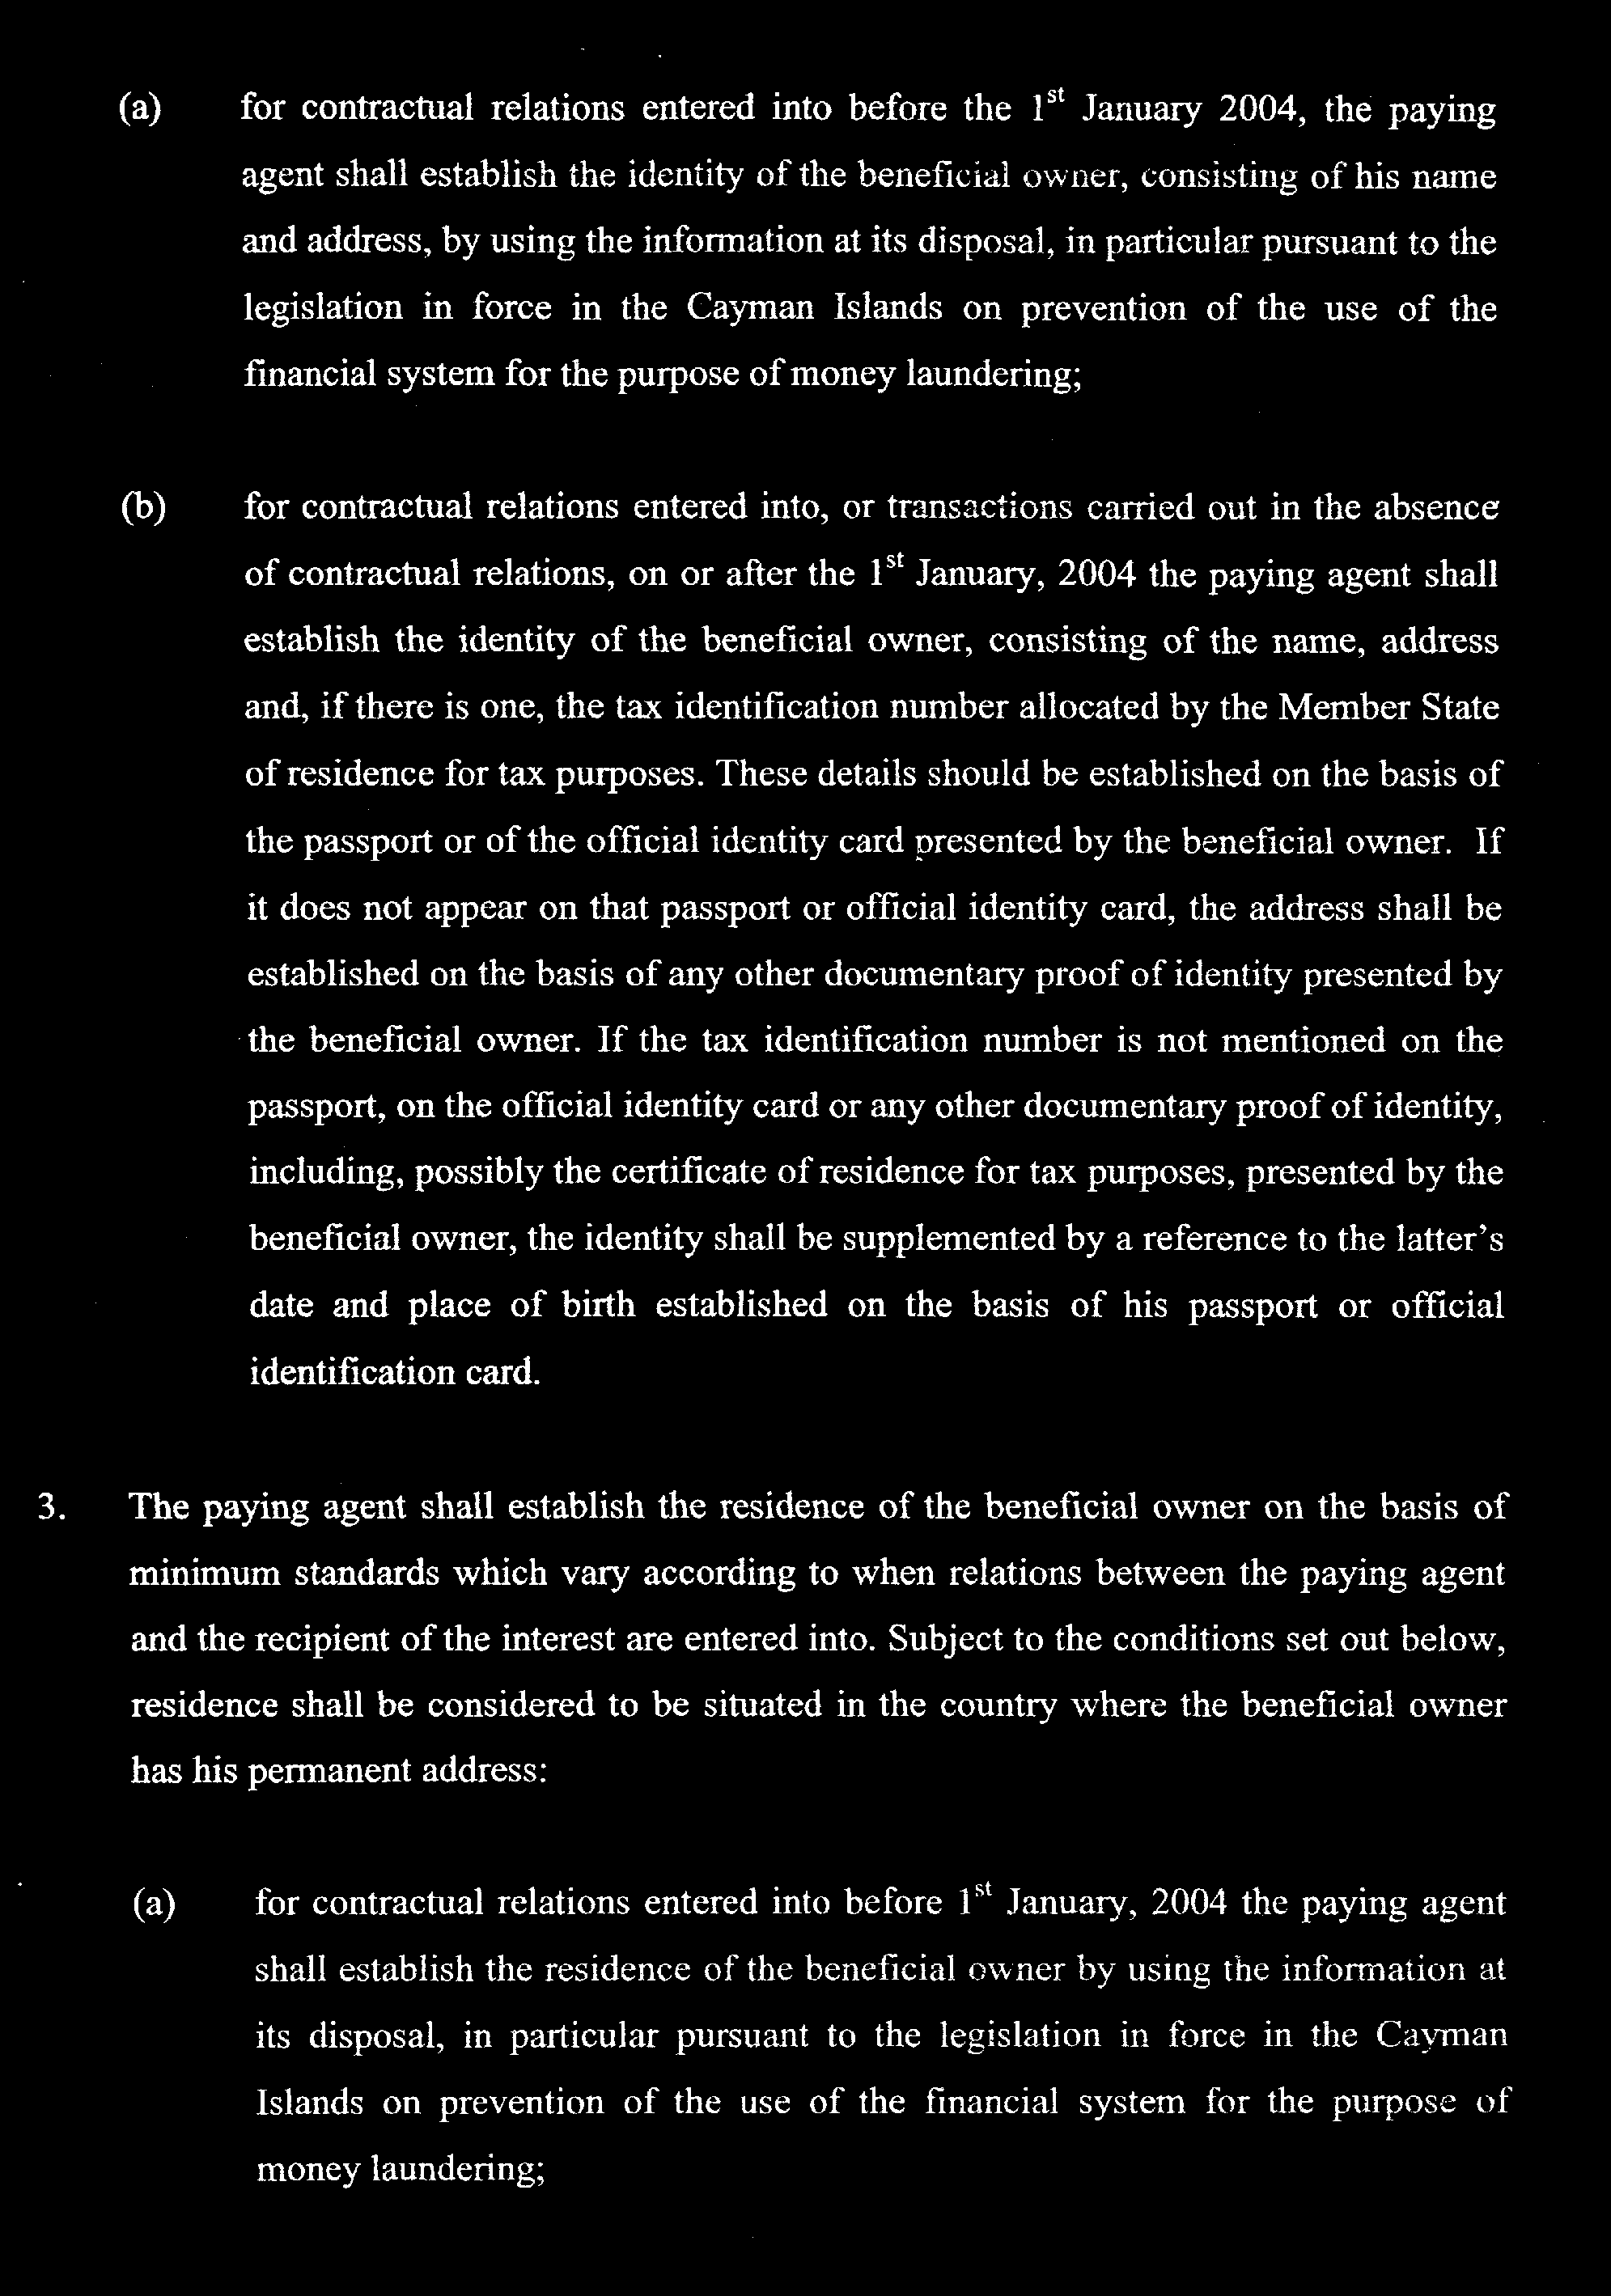 (a) for contractual relations entered into before the 1st January 2004, the paying
agent shall establish the identity of the beneficial owner, consisting of his name
and address, by using the information at its disposal, in particular pursuant to the
legislation in force in the Cayman Islands on prevention of the use of the
financial system for the purpose of money laundering;
(b) for contractual relations entered into, or transactions carried out in the absence
of contractual relations, on or after the 1st January, 2004 the paying agent shall
establish the identity of the beneficial owner, consisting of the name, address
and, if there is one, the tax identification number allocated by the Member State
of residence for tax purposes. These details should be established on the basis of
the passport or of the official identity card presented by the beneficial owner. If
it does not appear on that passport or official identity card, the address shall be
established on the basis of any other documentary proof of identity presented by
the beneficial owner. If the tax identification number is not mentioned on the
passport, on the official identity card or any other documentary proof of identity,
including, possibly the certificate of residence for tax purposes, presented by the
beneficial owner, the identity shall be supplemented by a reference to the latter's
date and place of birth established on the basis of his passport or official
identification card.
3. The paying agent shall establish the residence of the beneficial owner on the basis of
minimum standards which vary according to when relations between the paying agent
and the recipient of the interest are entered into. Subject to the conditions set out below,
residence shall be considered to be situated in the country where the beneficial owner
has his permanent address:
(a) for contractual relations entered into before 1st January, 2004 the paying agent
shall establish the residence of the beneficial owner by using the information at
its disposal, in particular pursuant to the legislation in force in the Cayman
Islands on prevention of the use of the financial system for the purpose of
money laundering;